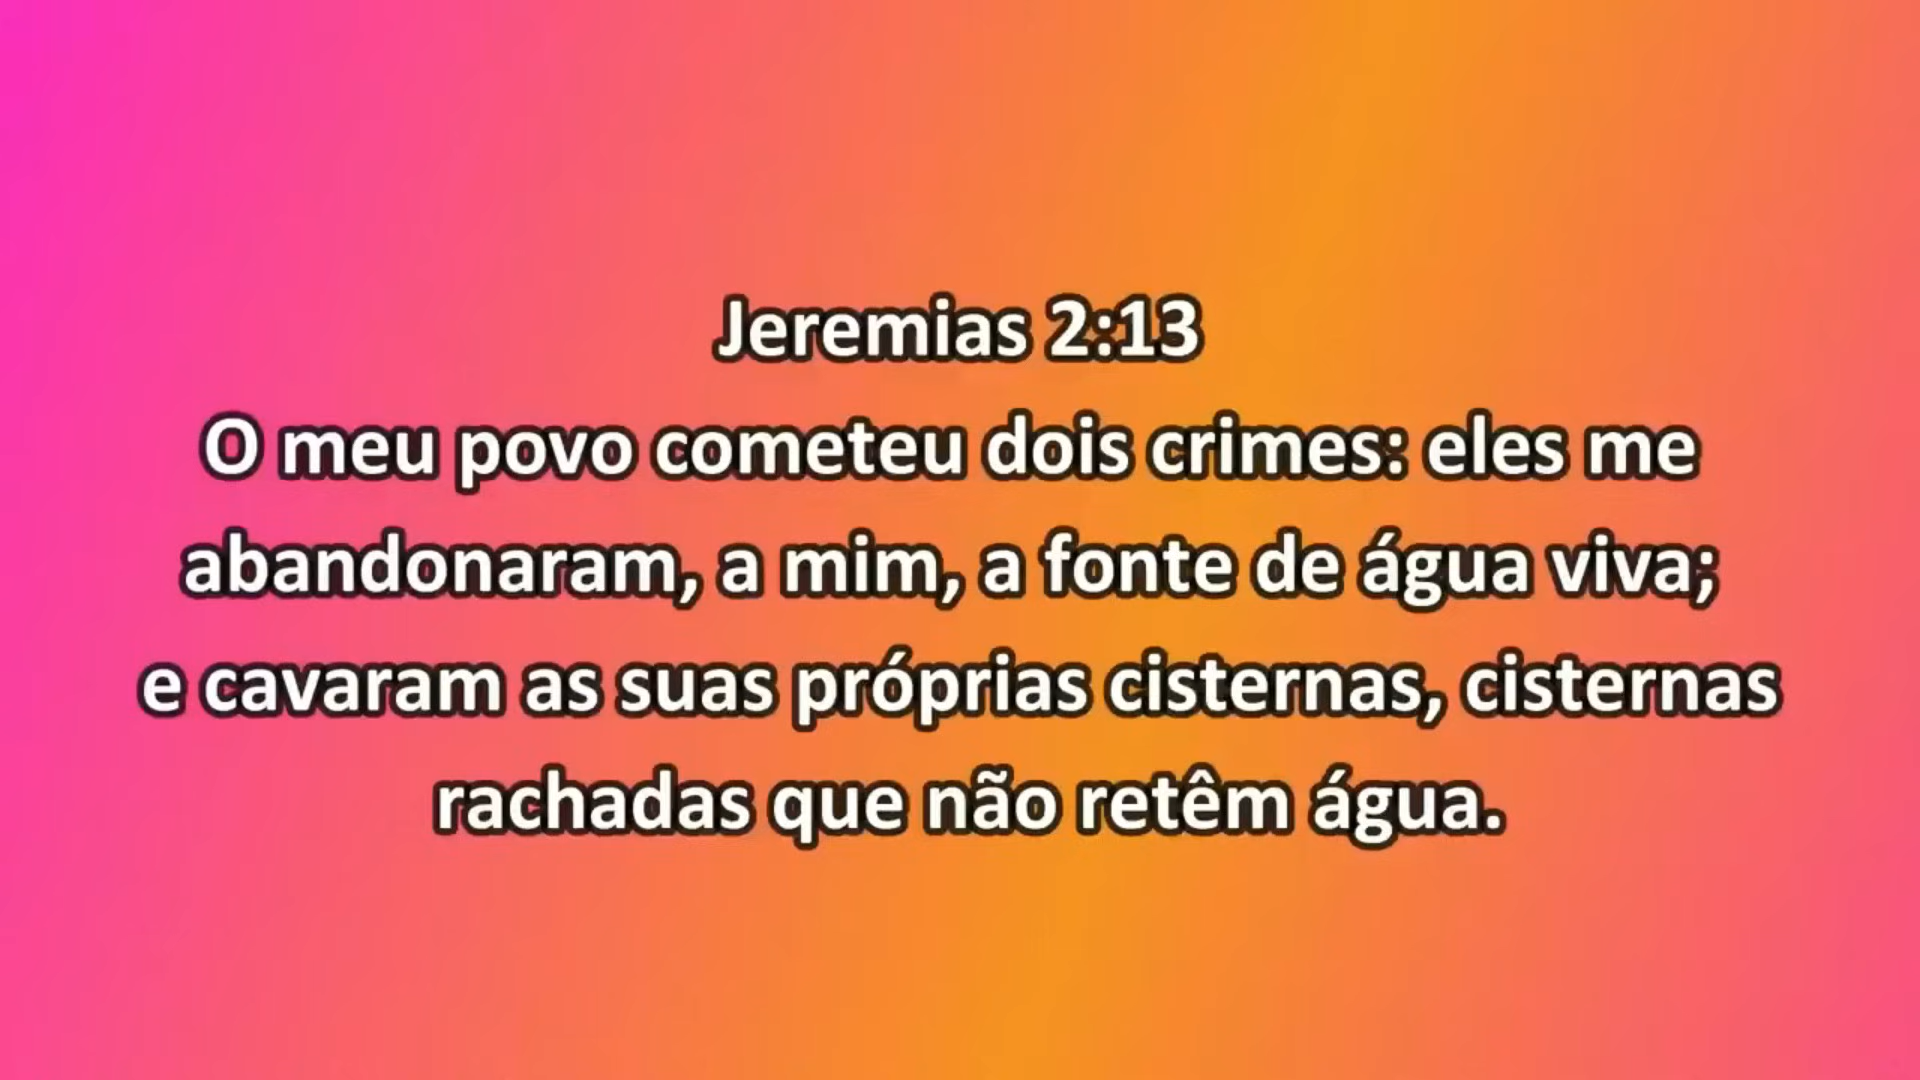 Jeremias 2:13
O meu povo cometeu dois crimes: eles me
abandonaram, a mim, a fonte de água viva;
e cavaram as suas próprias cisternas, cisternas
rachadas que não retêm água.